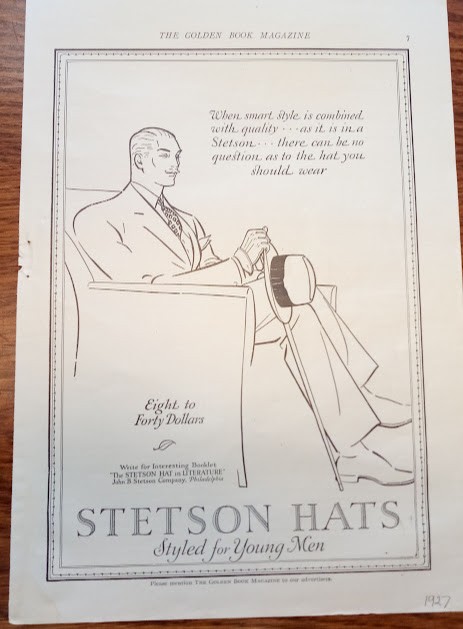 THE GOLDEN BOOK MAGAZINE 3
When smart style is combined
with quality · · · as it is in a
Stetson · · · there can be no
question as to the hat you
should wear
Eight to
Forty Dollars
Write for Interesting Booklet
"The STETSON HAT in LITERATURE"
John B. Stetson Company, Philadelphia
STETSON HATS
Styled for Young Men
Please mention THE GOLDEN BOOK MAGAZINE to our advertisers
1927